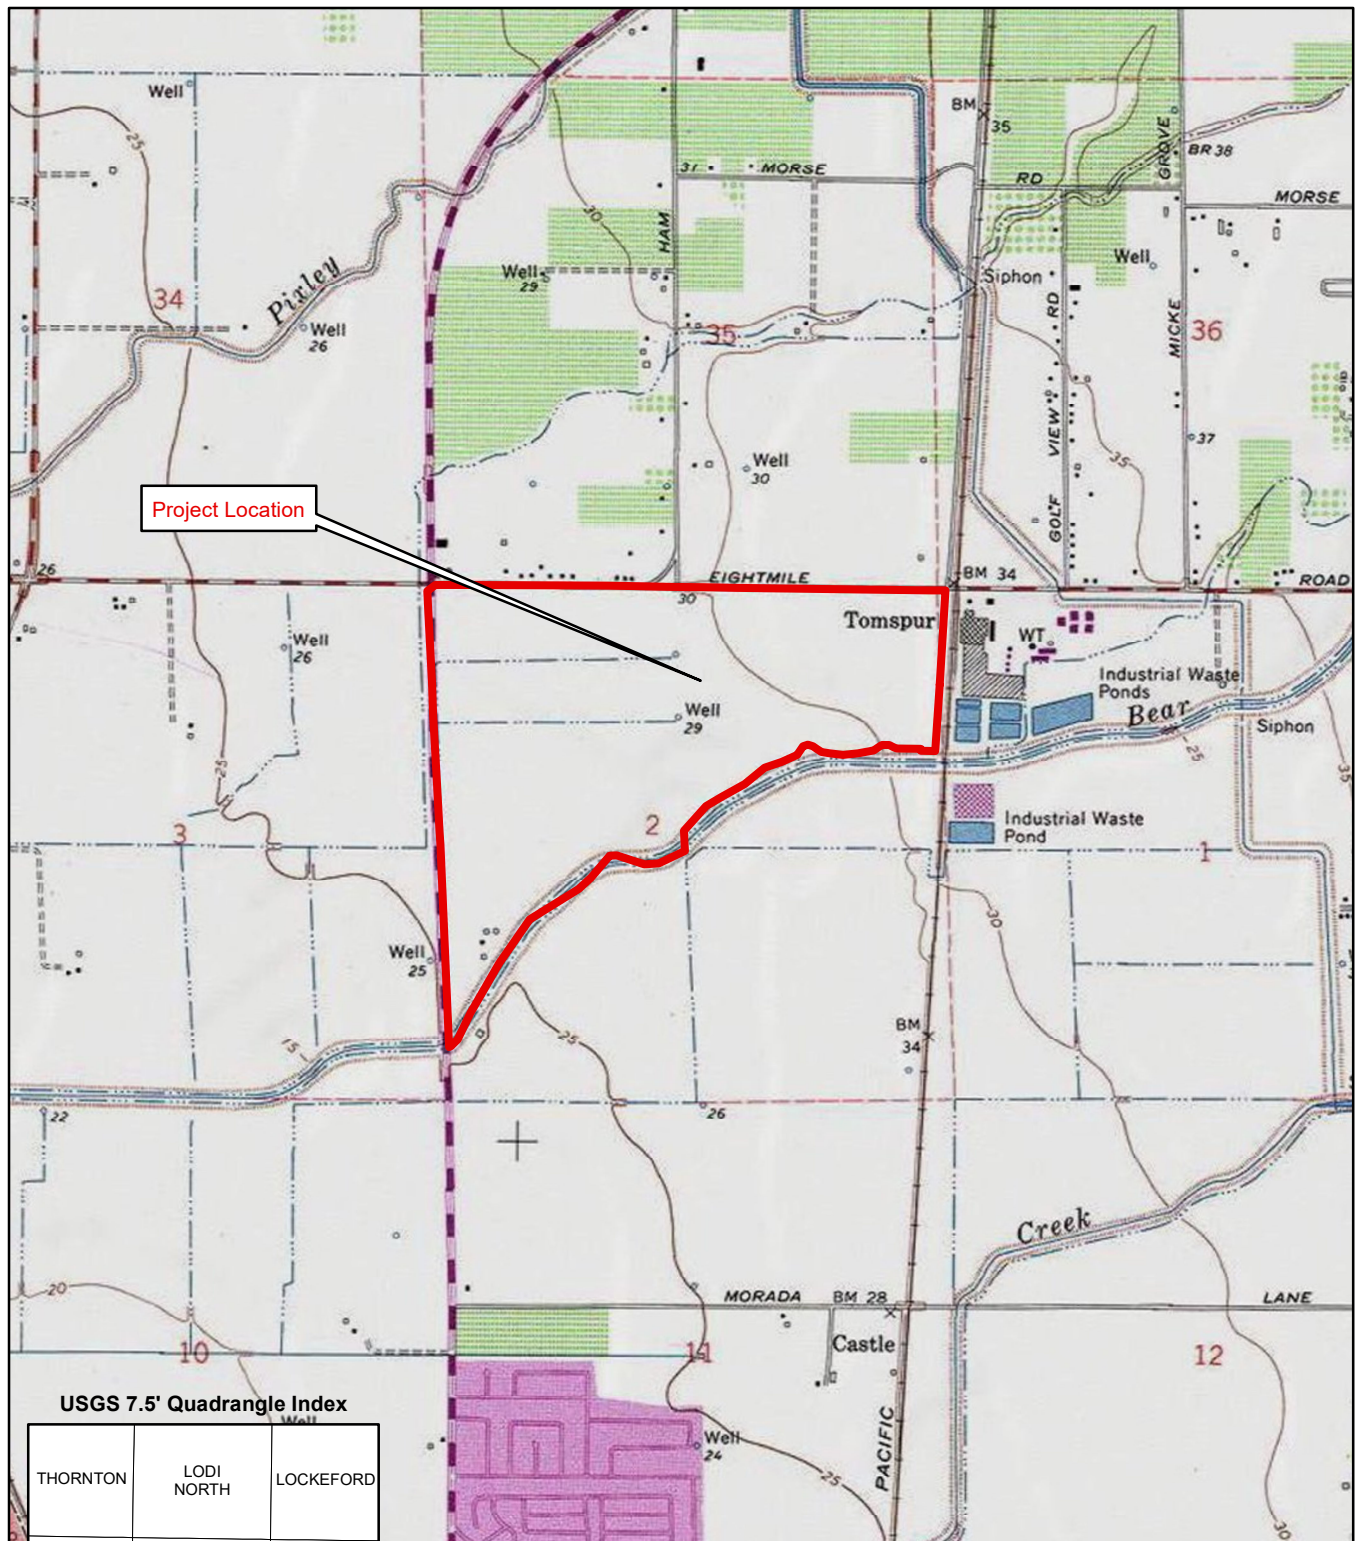 Well
25
BM
35
GROVE
BR 38
31
MORSE
RD
MORSE
30
HAM
Pixley
Well
29
Siphon
Well
34
Well
26
35
RD
MICKE
36
VIEW
37
35
Well
30
GOLF
Project Location
26
EIGHTMILE
BM 34
ROAD
30
Tomspur
WT
Well
26
Industrial Waste
Ponds
Bear
Well
29
Siphon
25
25
35
3
2
Industrial Waste
Pond
1
30
Well
25
15
25
BM
34
22
26
Creek
20
MORADA
BM 28
LANE
Castle
10
11
12
USGS 7.5' Quadrangle Index
Well
PACIFIC
Well
24
THORNTON
LODI
NORTH
LOCKEFORD
25
30